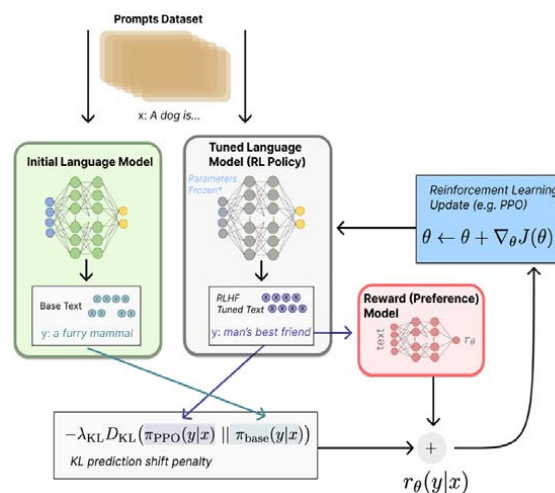 Prompts Dataset
x: A dog is...
Initial Language Model
Tuned Language
Model (RL Policy)
Parameters
Frozen*
Reinforcement Learning
Update (e.g. PPO)
θ ← θ + ∇θJ(θ)
Base Text
y: a furry mammal
RLHF
Tuned Text
y: man's best friend
Reward (Preference)
Model
text
rθ
−λKL DKL(πPPO(y|x) || πbase(y|x))
KL prediction shift penalty
+
rθ(y|x)